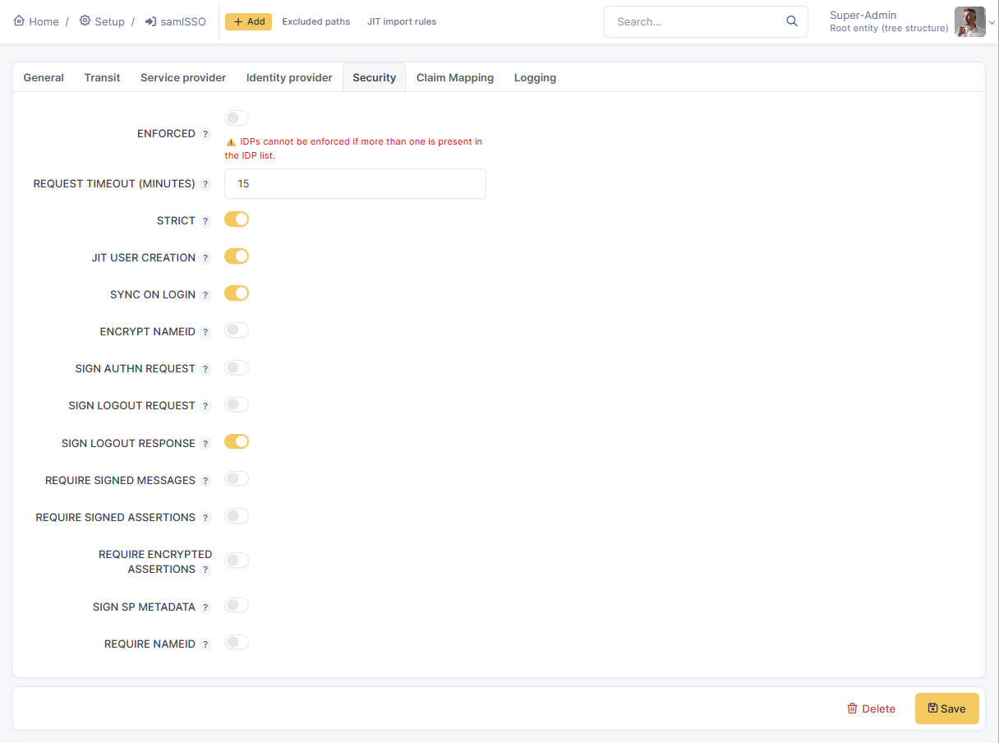 Home / Setup / samlSSO
Add Excluded paths JIT import rules
Search...
Super-Admin
Root entity (tree structure)
General Transit Service provider Identity provider Security Claim Mapping Logging
ENFORCED ?
⚠ IDPs cannot be enforced if more than one is present in
the IDP list.
REQUEST TIMEOUT (MINUTES) ? 15
STRICT ?
JIT USER CREATION ?
SYNC ON LOGIN ?
ENCRYPT NAMEID ?
SIGN AUTHN REQUEST ?
SIGN LOGOUT REQUEST ?
SIGN LOGOUT RESPONSE ?
REQUIRE SIGNED MESSAGES ?
REQUIRE SIGNED ASSERTIONS ?
REQUIRE ENCRYPTED
ASSERTIONS ?
SIGN SP METADATA ?
REQUIRE NAMEID ?
Delete Save